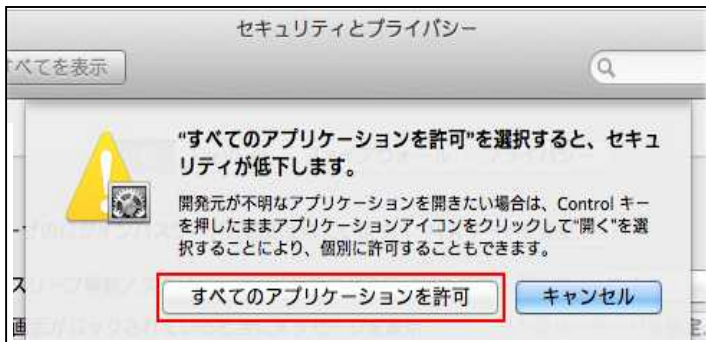 セキュリティとプライバシー
べてを表示
“すべてのアプリケーションを許可”を選択すると、セキュ
リティが低下します。
開発元が不明なアプリケーションを開きたい場合は、Control キー
を押したままアプリケーションアイコンをクリックして“開く”を選
択することにより、個別に許可することもできます。
すべてのアプリケーションを許可
キャンセル